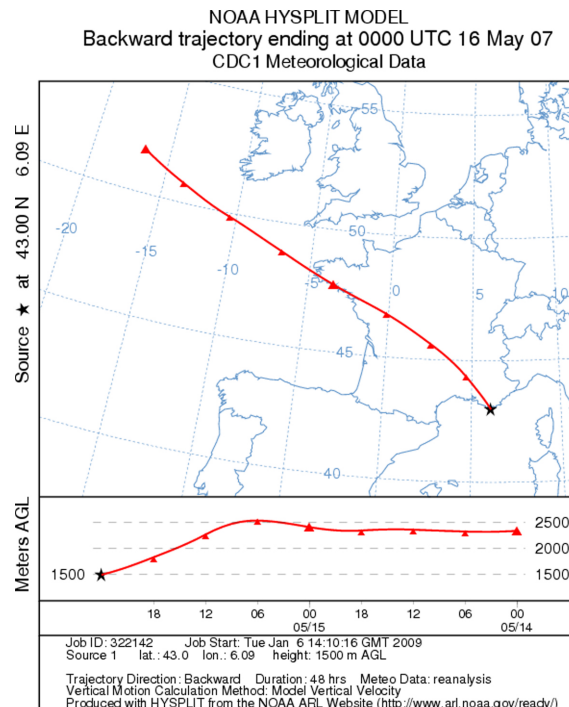 NOAA HYSPLIT MODEL
Backward trajectory ending at 0000 UTC 16 May 07
CDC1 Meteorological Data
Source ★ at 43.00 N 6.09 E
55
-20
-15
-10
50
-5
0
5
10
45
40
Meters AGL
2500
2000
1500 1500
18 12 06 00 18 12 06 00
05/15 05/14
Job ID: 322142 Job Start: Tue Jan 6 14:10:16 GMT 2009
Source 1 lat.: 43.0 lon.: 6.09 height: 1500 m AGL
Trajectory Direction: Backward Duration: 48 hrs Meteo Data: reanalysis
Vertical Motion Calculation Method: Model Vertical Velocity
Produced with HYSPLIT from the NOAA ARL Website (http://www.arl.noaa.gov/ready/)